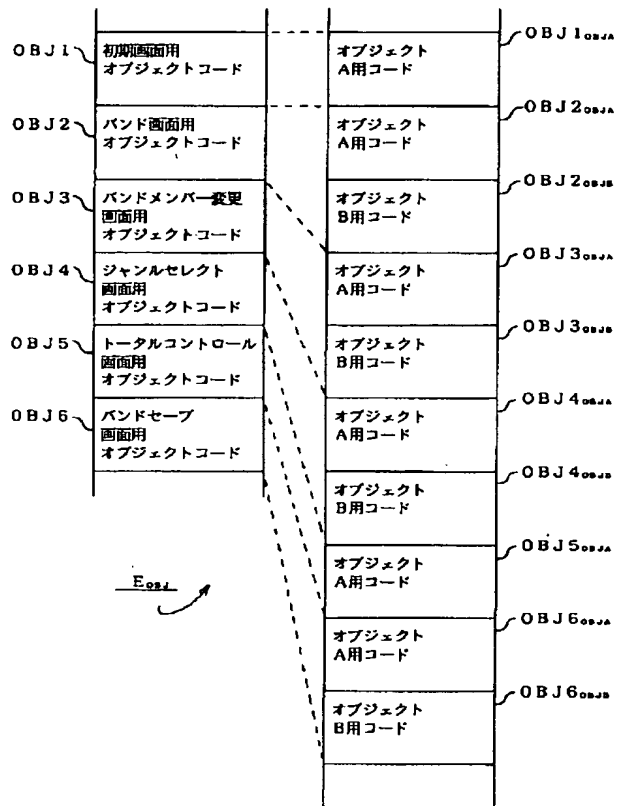 OBJ1
初期画面用
オブジェクトコード
OBJ2
バンド画面用
オブジェクトコード
OBJ3
バンドメンバー変更
画面用
オブジェクトコード
OBJ4
ジャンルセレクト
画面用
オブジェクトコード
OBJ5
トータルコントロール
画面用
オブジェクトコード
OBJ6
バンドセーブ
画面用
オブジェクトコード
EOBJ
オブジェクト
A用コード
OBJ1OBJA
オブジェクト
A用コード
OBJ2OBJA
オブジェクト
B用コード
OBJ2OBJB
オブジェクト
A用コード
OBJ3OBJA
オブジェクト
B用コード
OBJ3OBJB
オブジェクト
A用コード
OBJ4OBJA
オブジェクト
B用コード
OBJ4OBJB
オブジェクト
A用コード
OBJ5OBJA
オブジェクト
A用コード
OBJ6OBJA
オブジェクト
B用コード
OBJ6OBJB